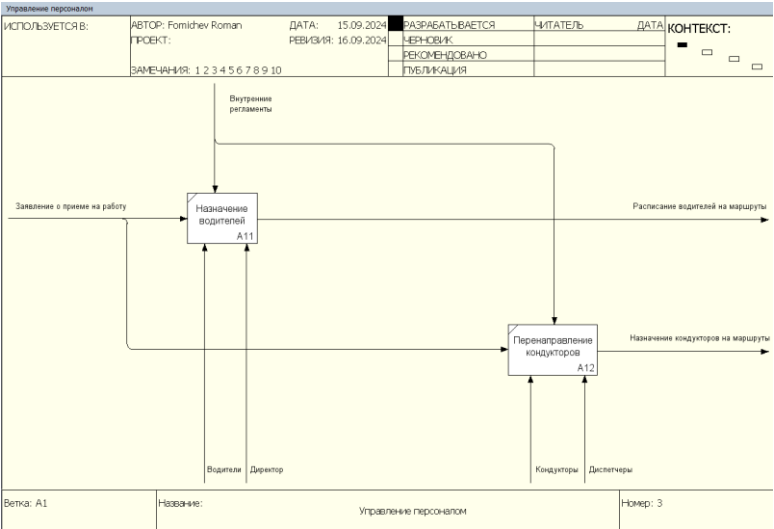 Управление персоналом
ИСПОЛЬЗУЕТСЯ В:
АВТОР: Fomichev Roman
ДАТА: 15.09.2024
ПРОЕКТ:
РЕВИЗИЯ: 16.09.2024
ЗАМЕЧАНИЯ: 1 2 3 4 5 6 7 8 9 10
РАЗРАБАТЫВАЕТСЯ
ЧЕРНОВИК
РЕКОМЕНДОВАНО
ПУБЛИКАЦИЯ
ЧИТАТЕЛЬ
ДАТА
КОНТЕКСТ:
Внутренние
регламенты
Заявление о приеме на работу
Назначение
водителей
A11
Расписание водителей на маршруты
Перенаправление
кондукторов
A12
Назначение кондукторов на маршруты
Водители
Директор
Кондукторы
Диспетчеры
Ветка: A1
Название:
Управление персоналом
Номер: 3